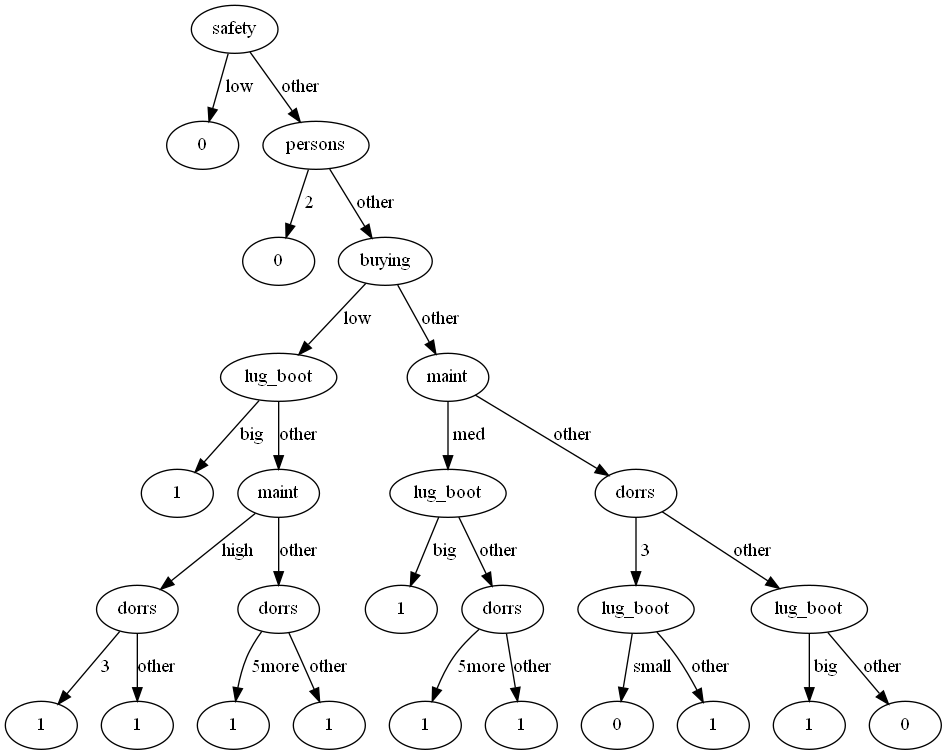 safety
low other
0 persons
2 other
0 buying
low other
lug_boot maint
big other med other
1 maint lug_boot dorrs
high other big other 3 other
dorrs dorrs 1 dorrs lug_boot lug_boot
3 other 5more other 5more other small other big other
1 1 1 1 1 1 0 1 1 0